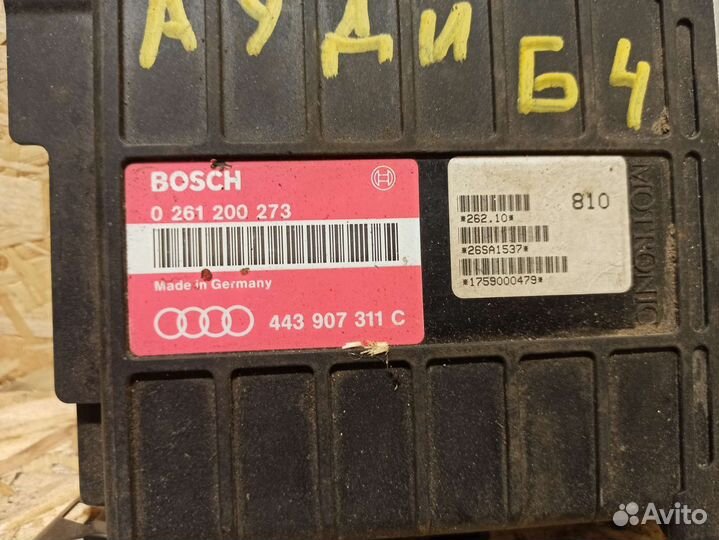 АУДИ
Б4
BOSCH
0 261 200 273
Made in Germany
443 907 311 C
810
*262.10*
*26SA1537*
*1759000479*
MOTRONIC
Avito